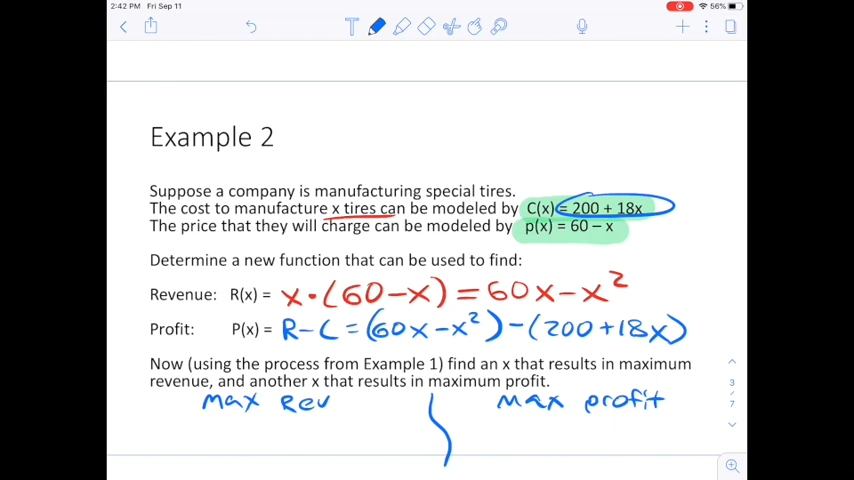 2:42 PM Fri Sep 11
56%
T
Example 2
Suppose a company is manufacturing special tires.
The cost to manufacture x tires can be modeled by C(x) = 200 + 18x
The price that they will charge can be modeled by p(x) = 60 – x
Determine a new function that can be used to find:
Revenue: R(x) = x·(60-x) = 60x - x²
Profit: P(x) = R-C = (60x-x²) - (200+18x)
Now (using the process from Example 1) find an x that results in maximum
revenue, and another x that results in maximum profit.
max Rev max profit
3
/
7